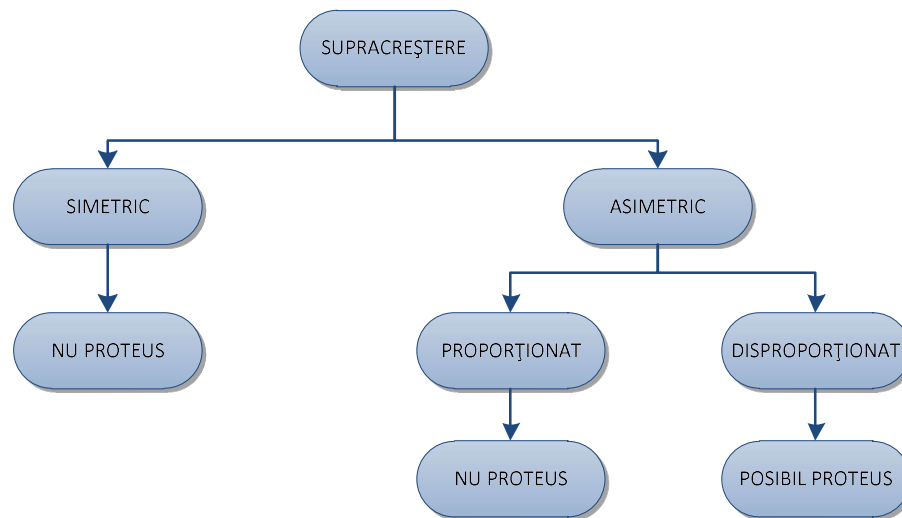 SUPRACREŞTERE
SIMETRIC
ASIMETRIC
NU PROTEUS
PROPORŢIONAT
DISPROPORŢIONAT
NU PROTEUS
POSIBIL PROTEUS